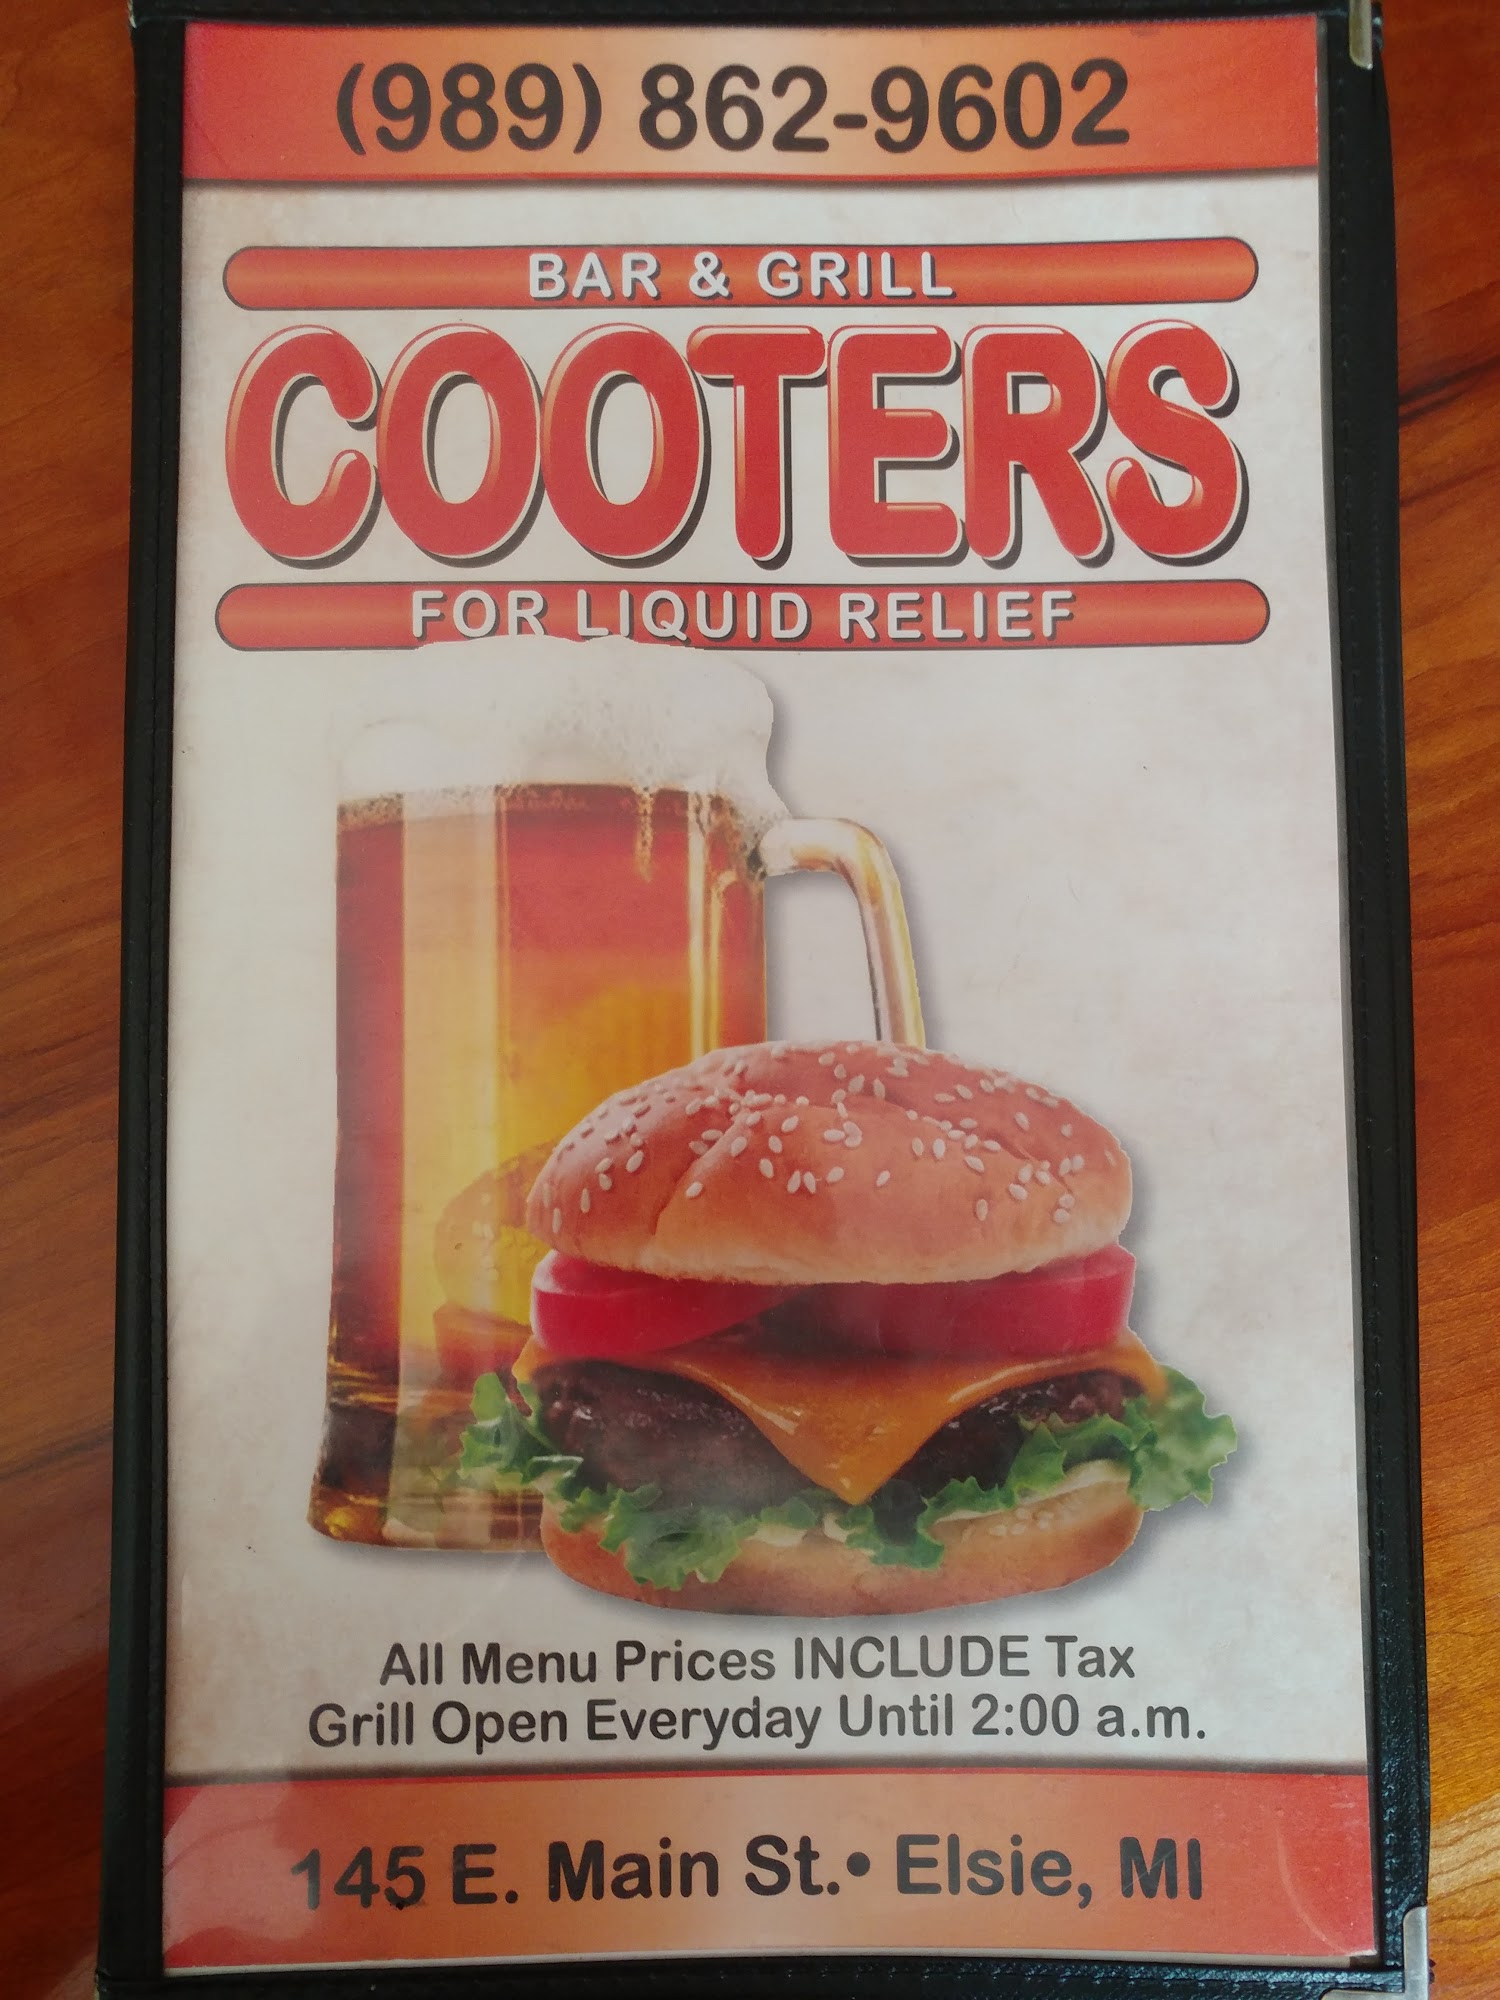 (989) 862-9602
BAR & GRILL
COOTERS
FOR LIQUID RELIEF
All Menu Prices INCLUDE Tax
Grill Open Everyday Until 2:00 a.m.
145 E. Main St.• Elsie, MI